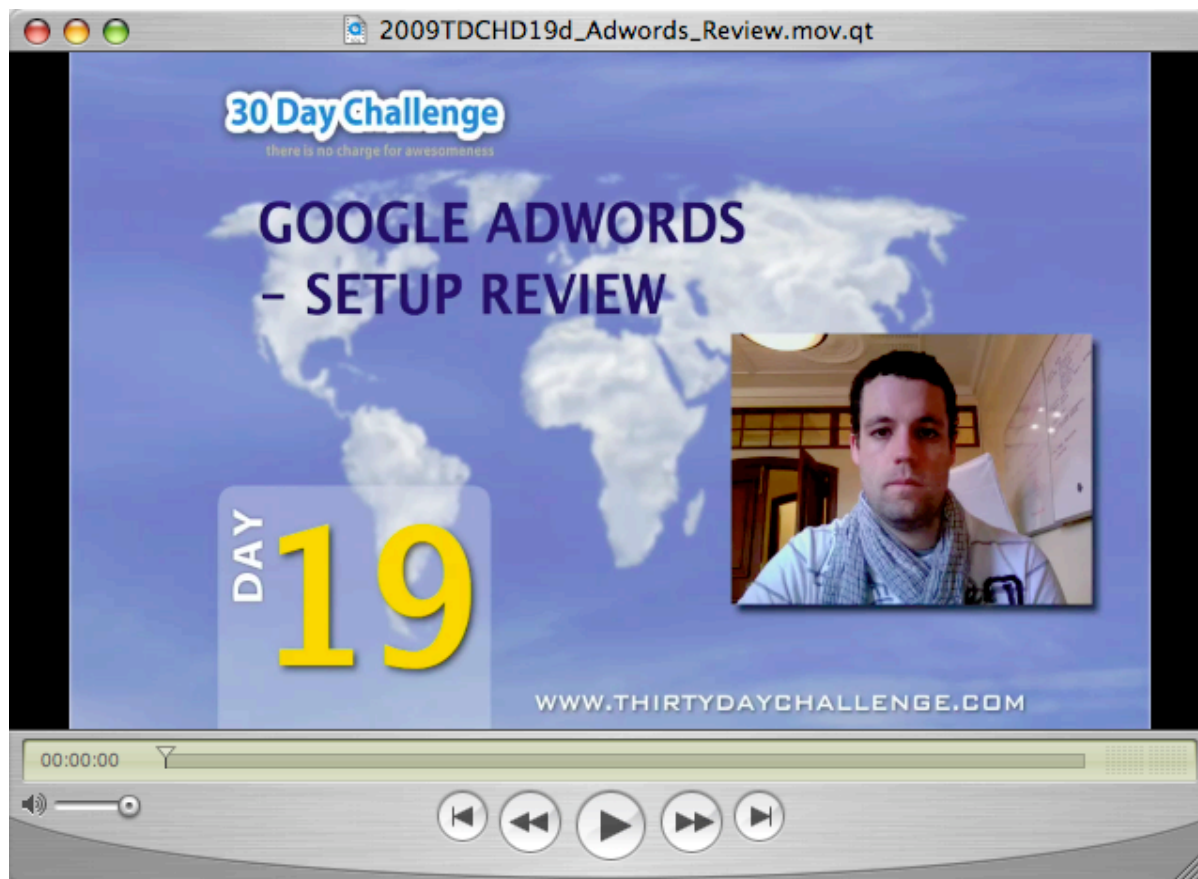 2009TDCHD19d_Adwords_Review.mov.qt
30 Day Challenge
there is no charge for awesomeness
GOOGLE ADWORDS
- SETUP REVIEW
DAY
19
WWW.THIRTYDAYCHALLENGE.COM
00:00:00